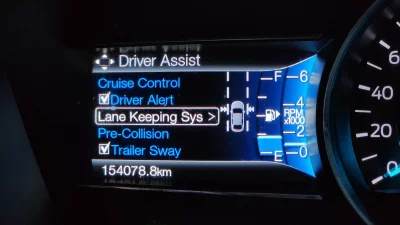 Driver Assist
Cruise Control
Driver Alert
Lane Keeping Sys >
Pre-Collision
Trailer Sway
154078.8km
F
E
6
4
2
0
RPM
x1000
60
40
20
0